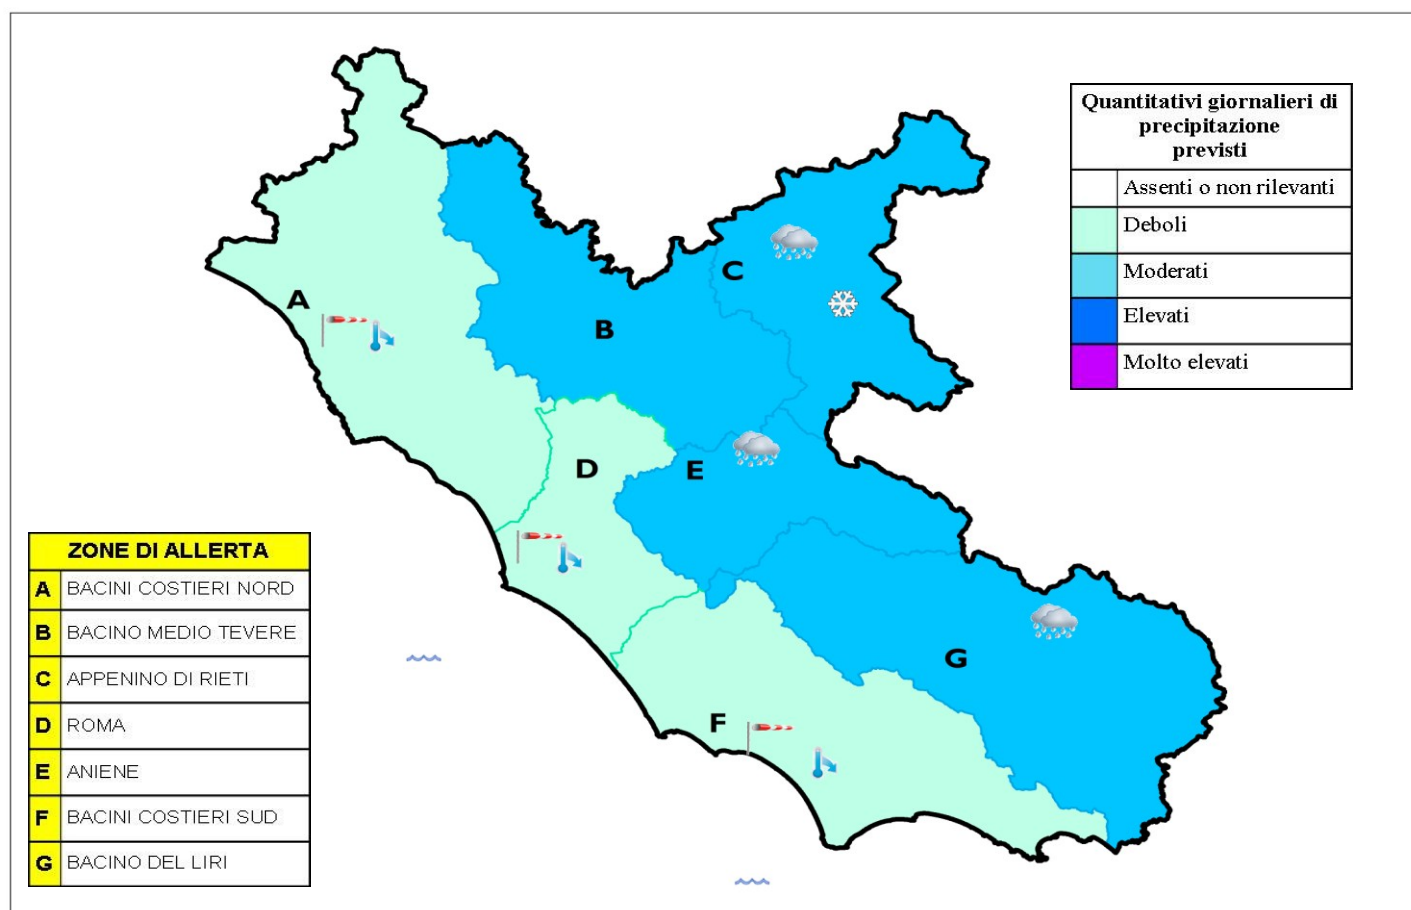 Quantitativi giornalieri di
precipitazione
previsti
Assenti o non rilevanti
Deboli
Moderati
Elevati
Molto elevati
A
B
C
D
E
F
G
ZONE DI ALLERTA
A BACINI COSTIERI NORD
B BACINO MEDIO TEVERE
C APPENINO DI RIETI
D ROMA
E ANIENE
F BACINI COSTIERI SUD
G BACINO DEL LIRI